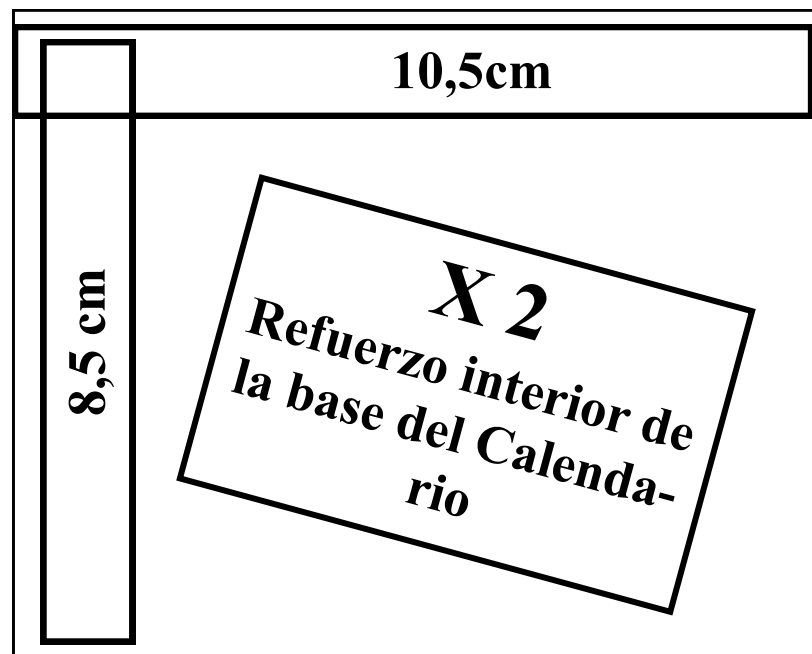 10,5cm
8,5 cm
X 2
Refuerzo interior de
la base del Calenda-
rio